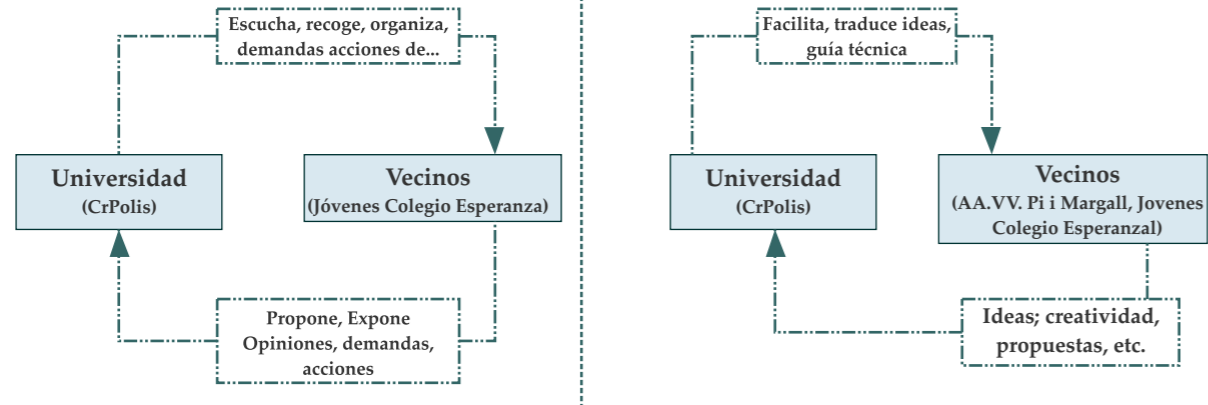 Escucha, recoge, organiza,
demandas acciones de...
Universidad
(CrPolis)
Vecinos
(Jóvenes Colegio Esperanza)
Propone, Expone
Opiniones, demandas,
acciones
Facilita, traduce ideas,
guía técnica
Universidad
(CrPolis)
Vecinos
(AA.VV. Pi i Margall, Jovenes
Colegio Esperanzal)
Ideas; creatividad,
propuestas, etc.